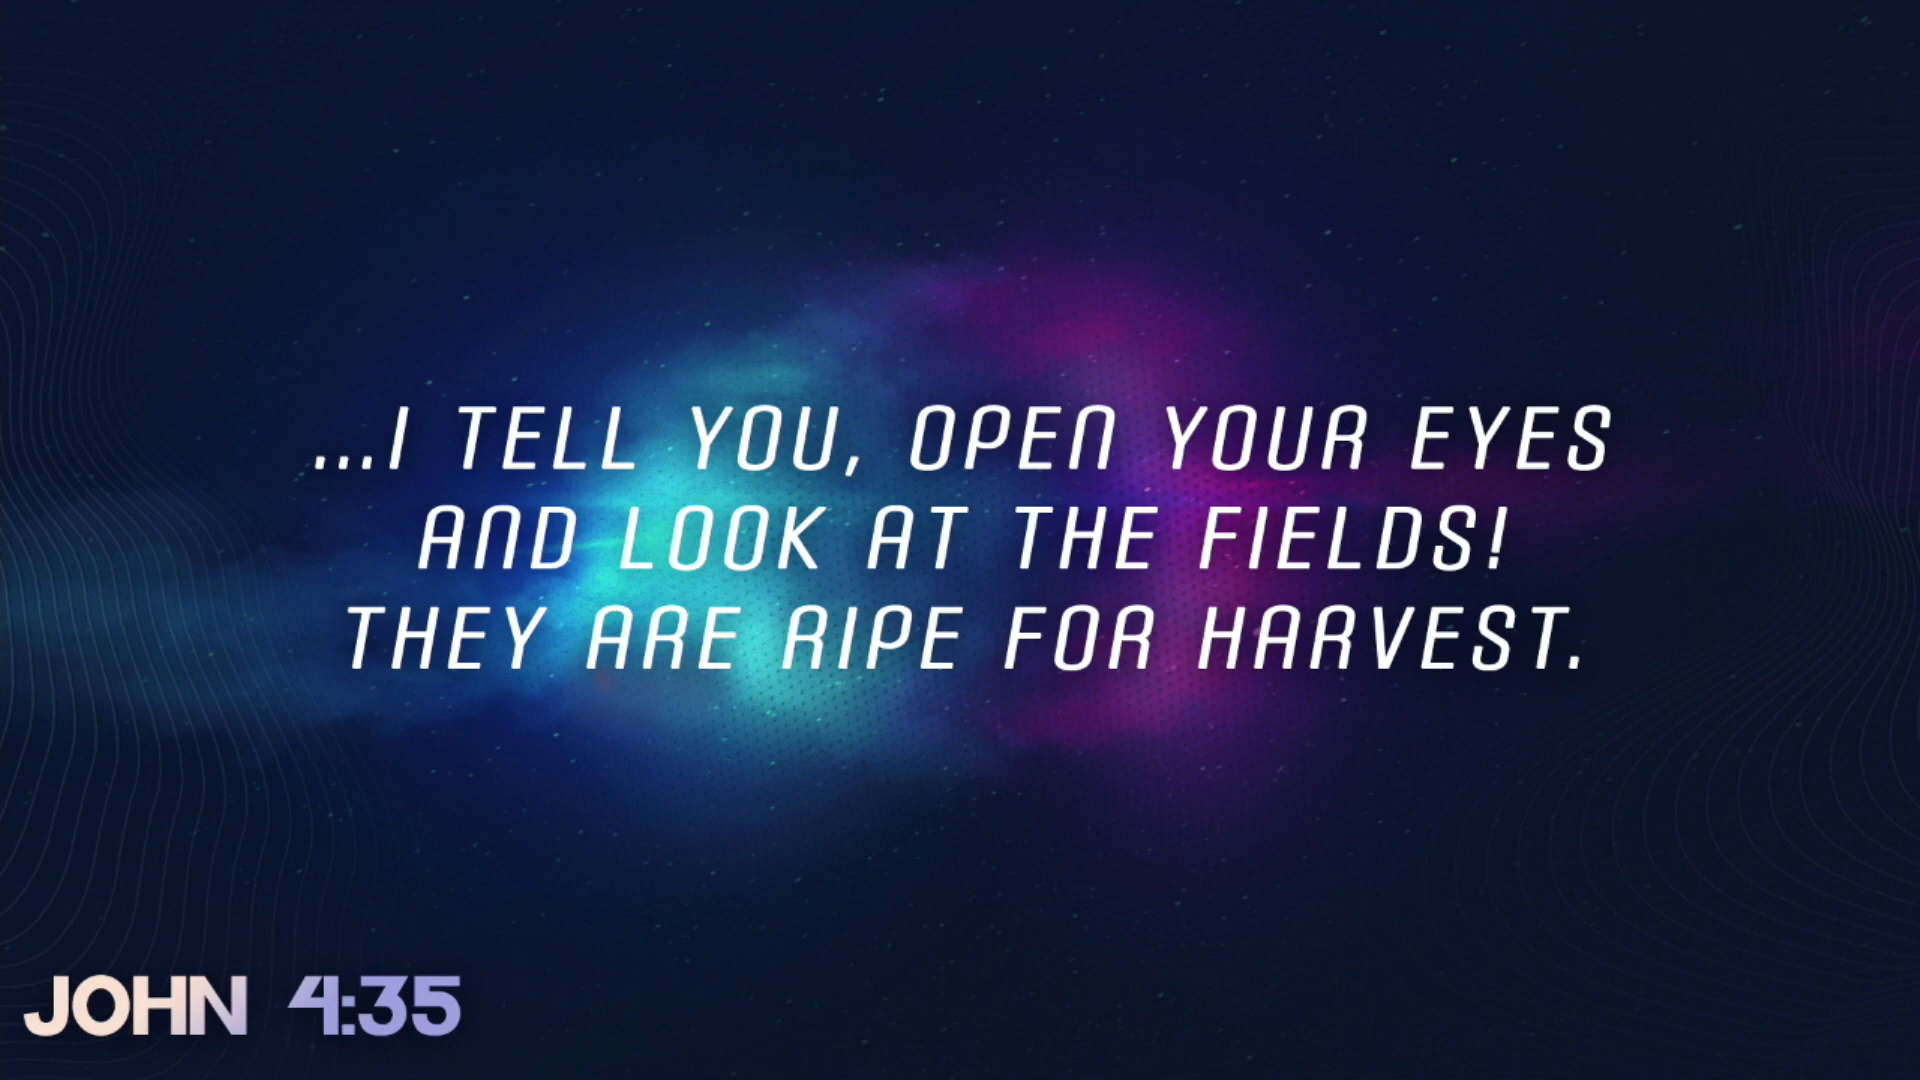 ...I TELL YOU, OPEN YOUR EYES
AND LOOK AT THE FIELDS!
THEY ARE RIPE FOR HARVEST.
JOHN 4:35